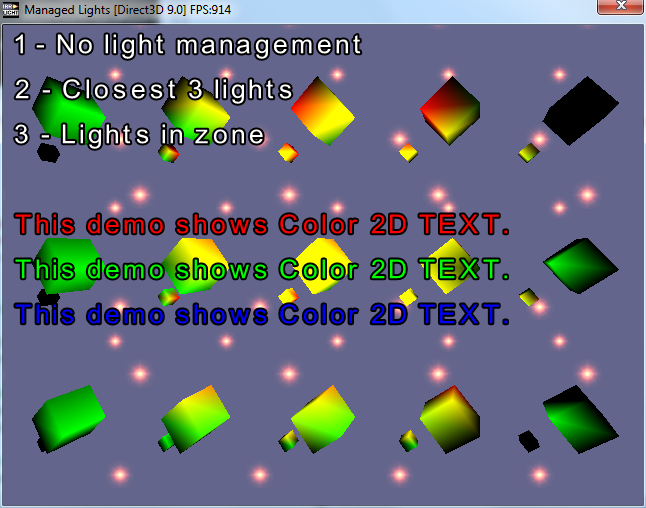 Managed Lights [Direct3D 9.0] FPS:914
1 - No light management
2 - Closest 3 lights
3 - Lights in zone
This demo shows Color 2D TEXT.
This demo shows Color 2D TEXT.
This demo shows Color 2D TEXT.